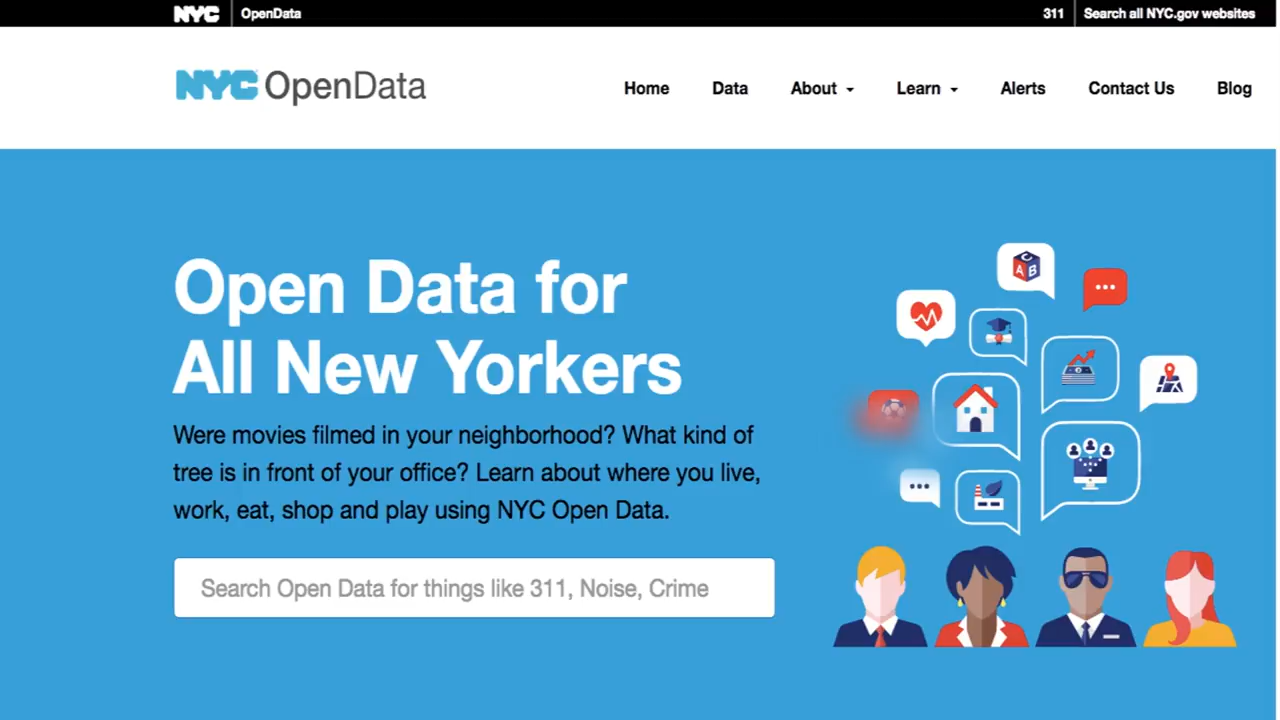 NYC OpenData 311 Search all NYC.gov websites
NYC OpenData Home Data About Learn Alerts Contact Us Blog
Open Data for
All New Yorkers
Were movies filmed in your neighborhood? What kind of
tree is in front of your office? Learn about where you live,
work, eat, shop and play using NYC Open Data.
Search Open Data for things like 311, Noise, Crime
A B C